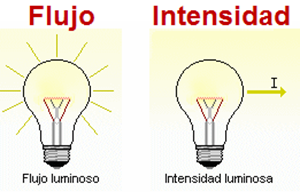 Flujo
Intensidad
I
Flujo luminoso
Intensidad luminosa